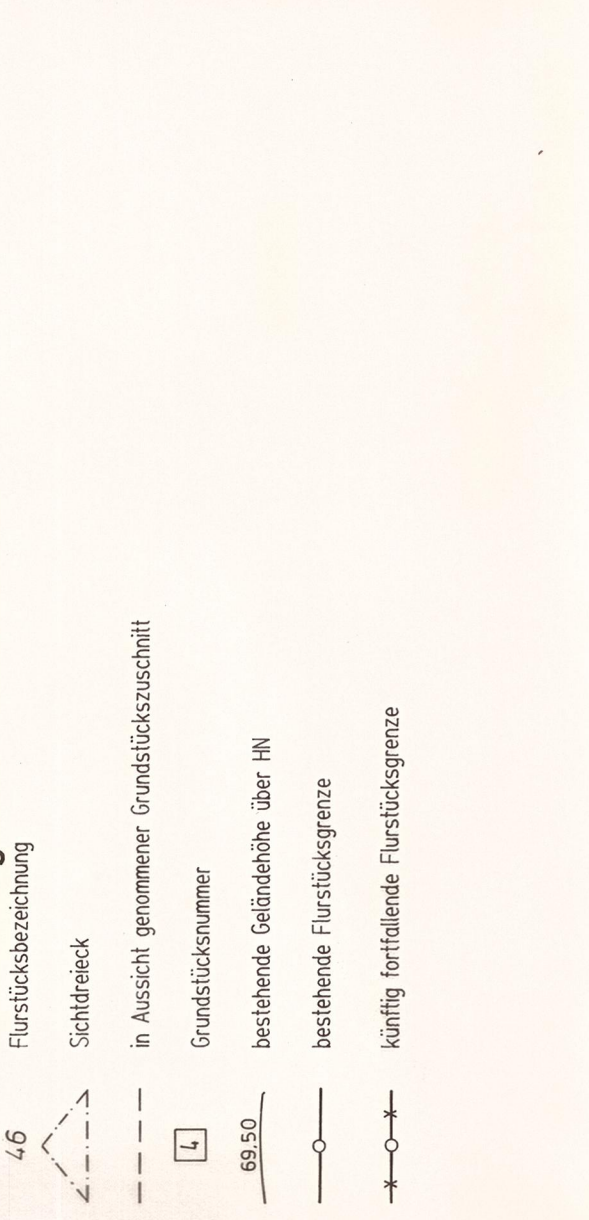 46 Flurstücksbezeichnung
Sichtdreieck
in Aussicht genommener Grundstückszuschnitt
4 Grundstücksnummer
69.50 bestehende Geländehöhe über HN
bestehende Flurstücksgrenze
künftig fortfallende Flurstücksgrenze